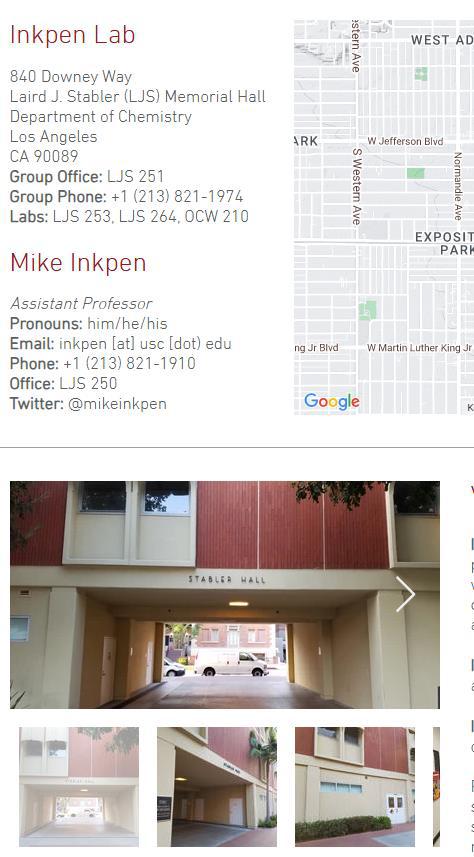 Inkpen Lab
840 Downey Way
Laird J. Stabler (LJS) Memorial Hall
Department of Chemistry
Los Angeles
CA 90089
Group Office: LJS 251
Group Phone: +1 (213) 821-1974
Labs: LJS 253, LJS 264, OCW 210
Mike Inkpen
Assistant Professor
Pronouns: him/he/his
Email: inkpen [at] usc [dot] edu
Phone: +1 (213) 821-1910
Office: LJS 250
Twitter: @mikeinkpen
WEST AD
stern Ave
ARK
W Jefferson Blvd
S Western Ave
Normandie Ave
EXPOSIT
PARK
ng Jr Blvd
W Martin Luther King Jr
Google
K
STABLER HALL